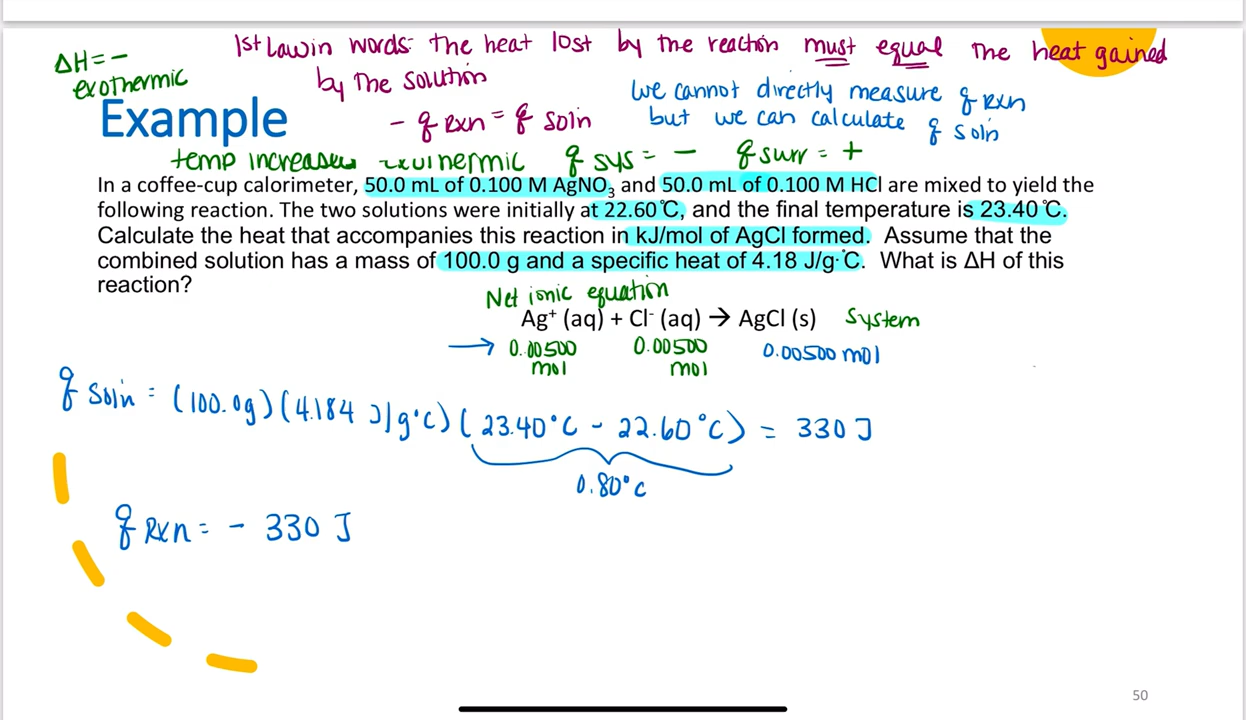 1st Law in words: The heat lost by the reaction must equal the heat gained
ΔH = -
exothermic
by the solution
we cannot directly measure q rxn
Example
- q Rxn = q soln
but we can calculate q soln
temp increases exothermic q sys = - q surr = +
In a coffee-cup calorimeter, 50.0 mL of 0.100 M AgNO₃ and 50.0 mL of 0.100 M HCl are mixed to yield the
following reaction. The two solutions were initially at 22.60℃, and the final temperature is 23.40℃.
Calculate the heat that accompanies this reaction in kJ/mol of AgCl formed. Assume that the
combined solution has a mass of 100.0 g and a specific heat of 4.18 J/g·℃. What is ΔH of this
reaction?
Net ionic equation
Ag⁺ (aq) + Cl⁻ (aq) → AgCl (s) System
→ 0.00500 0.00500 0.00500 mol
mol mol
q soln = (100.0g)(4.184 J/g°C)(23.40°C - 22.60°C) = 330 J
0.80°C
q Rxn = - 330 J
50